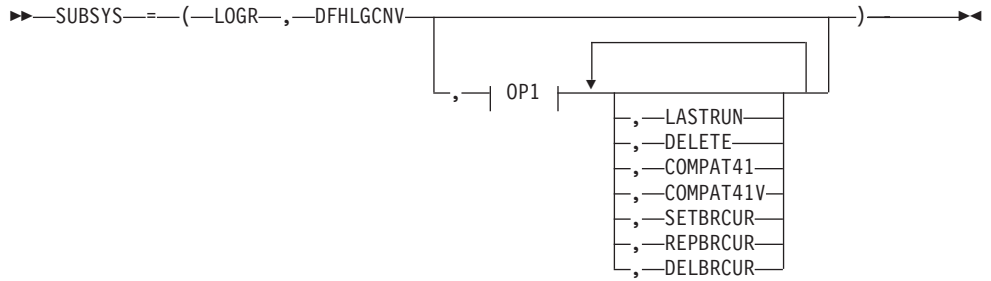 SUBSYS = ( LOGR , DFHLGCNV )
, OP1
, LASTRUN
, DELETE
, COMPAT41
, COMPAT41V
, SETBRCUR
, REPBRCUR
, DELBRCUR